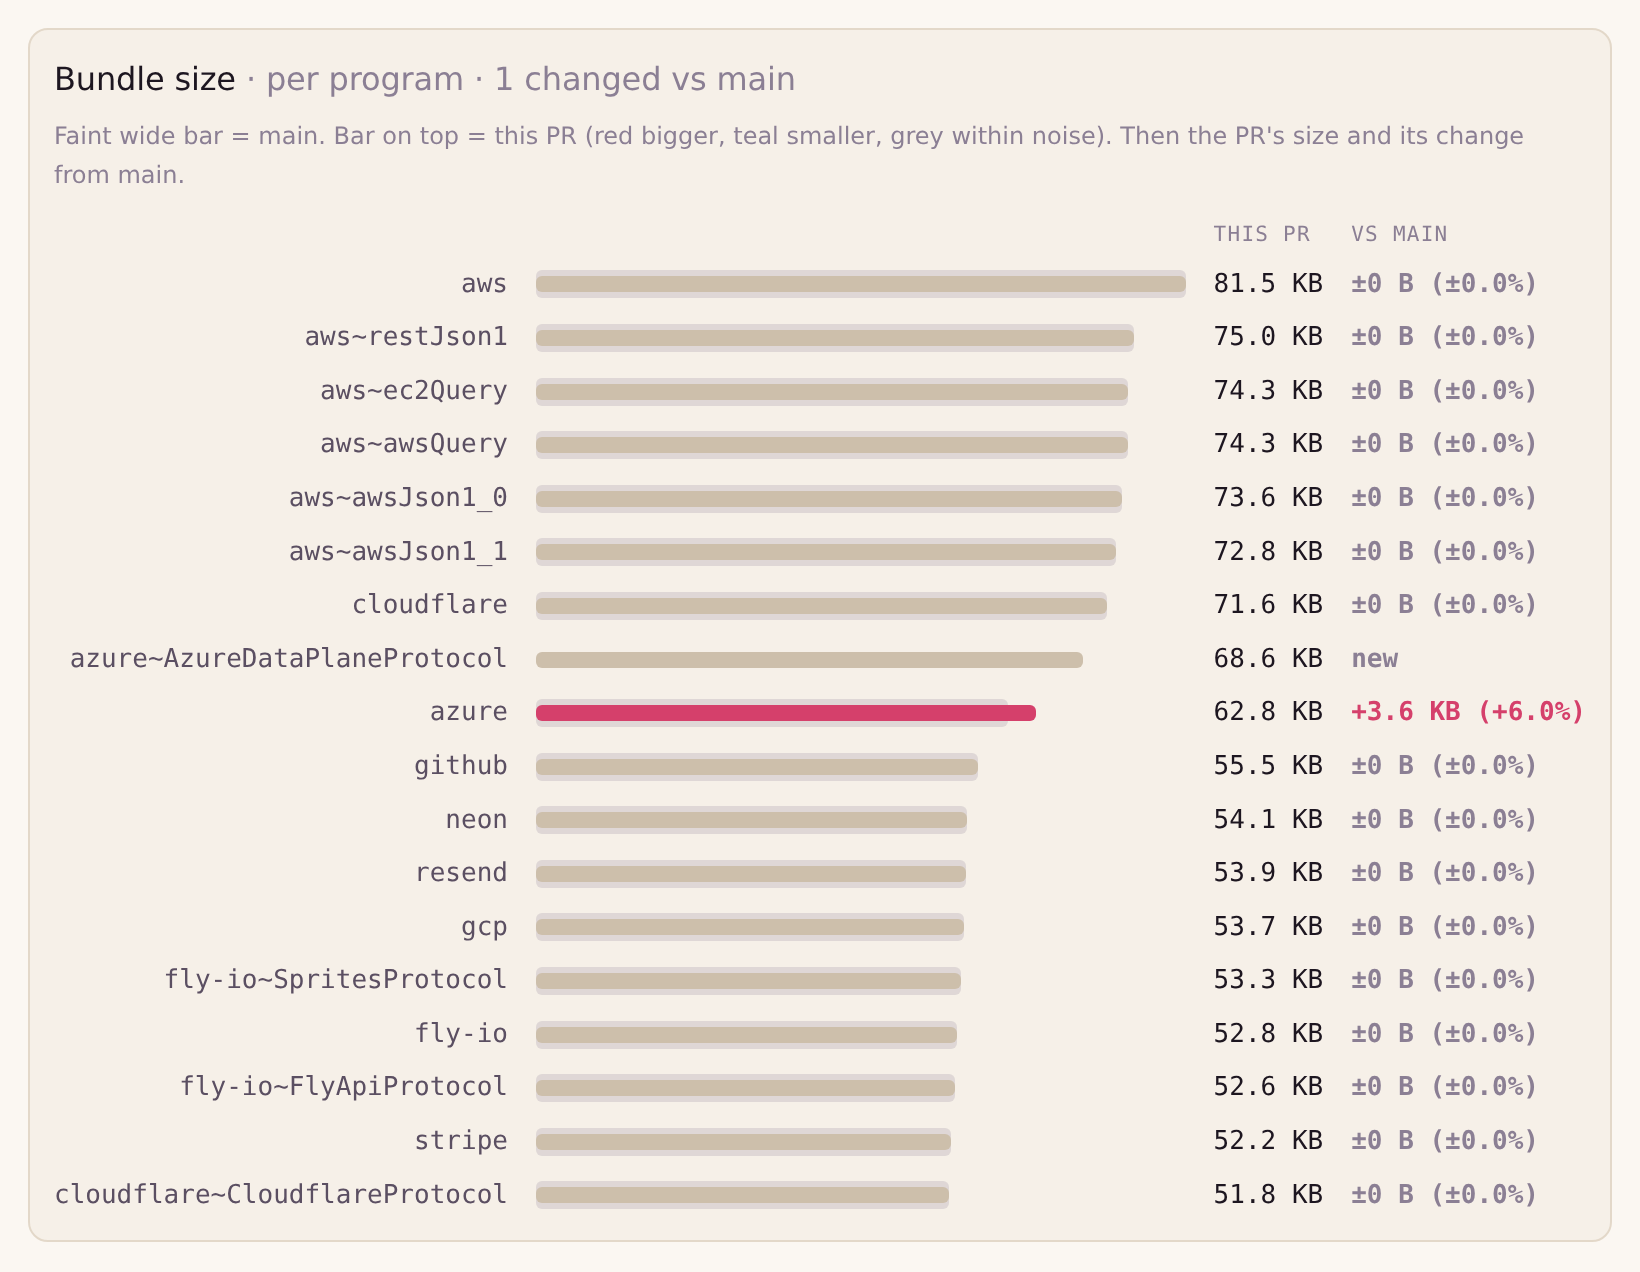 Bundle size · per program · 1 changed vs main
Faint wide bar = main. Bar on top = this PR (red bigger, teal smaller, grey within noise). Then the PR's size and its change
from main.
THIS PR VS MAIN
aws 81.5 KB ±0 B (±0.0%)
aws~restJson1 75.0 KB ±0 B (±0.0%)
aws~ec2Query 74.3 KB ±0 B (±0.0%)
aws~awsQuery 74.3 KB ±0 B (±0.0%)
aws~awsJson1_0 73.6 KB ±0 B (±0.0%)
aws~awsJson1_1 72.8 KB ±0 B (±0.0%)
cloudflare 71.6 KB ±0 B (±0.0%)
azure~AzureDataPlaneProtocol 68.6 KB new
azure 62.8 KB +3.6 KB (+6.0%)
github 55.5 KB ±0 B (±0.0%)
neon 54.1 KB ±0 B (±0.0%)
resend 53.9 KB ±0 B (±0.0%)
gcp 53.7 KB ±0 B (±0.0%)
fly-io~SpritesProtocol 53.3 KB ±0 B (±0.0%)
fly-io 52.8 KB ±0 B (±0.0%)
fly-io~FlyApiProtocol 52.6 KB ±0 B (±0.0%)
stripe 52.2 KB ±0 B (±0.0%)
cloudflare~CloudflareProtocol 51.8 KB ±0 B (±0.0%)